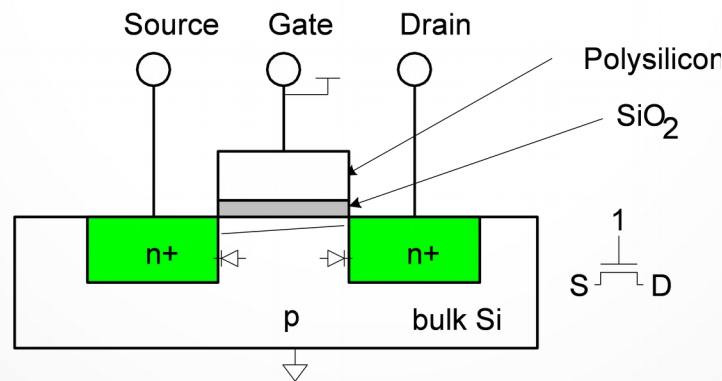 Source Gate Drain
Polysilicon
SiO₂
n+ n+
1
S D
p bulk Si